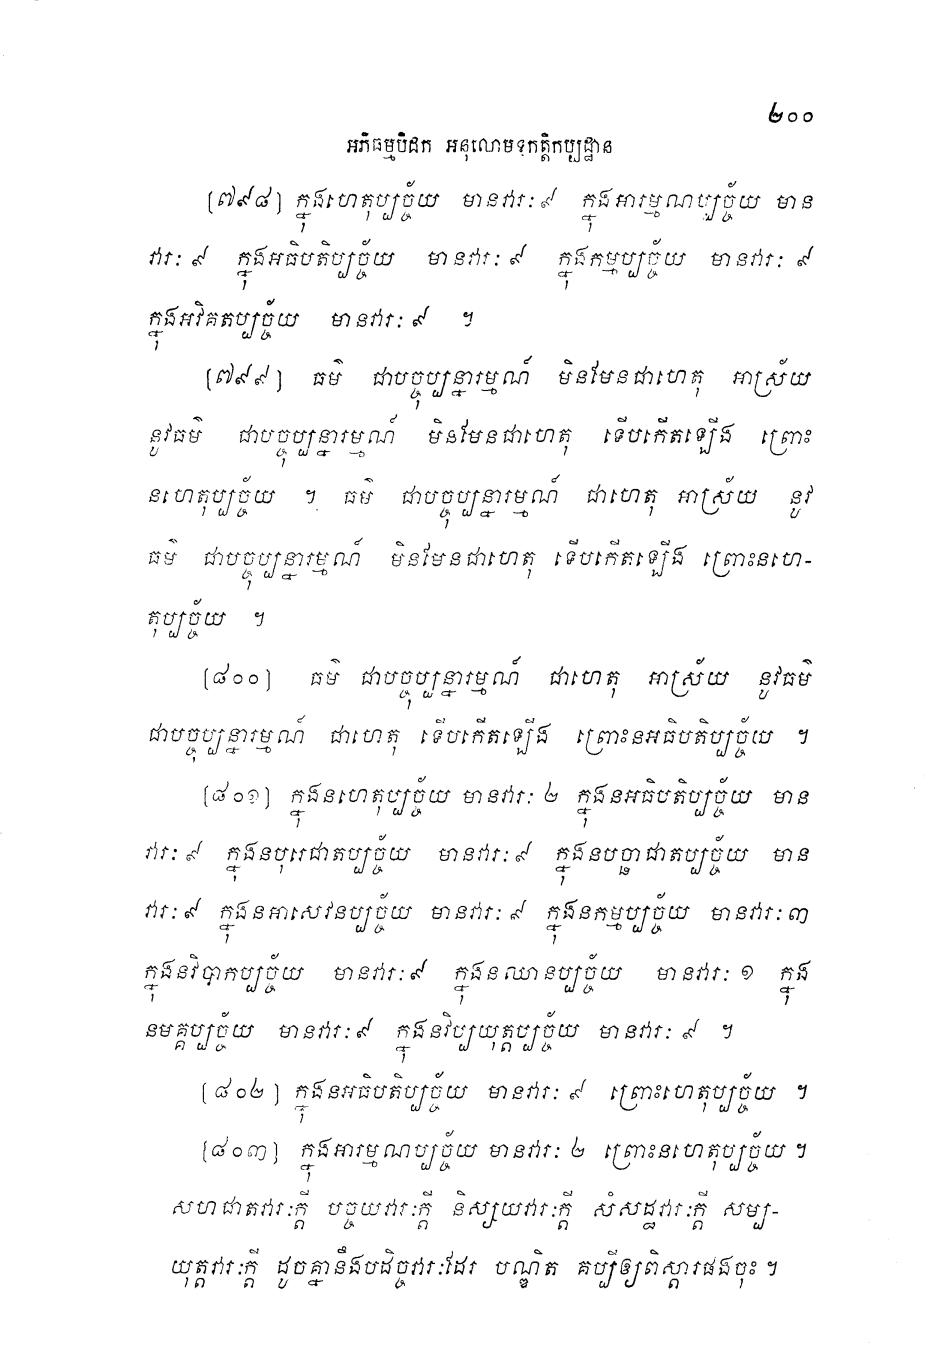 ២០០
អភិធម្មបិដក អនុលោមទុកត្តិកប្បដ្ឋាន
[៧៩៨] ក្នុងហេតុប្បច្ច័យ មានវារៈ ៩ ក្នុងអារម្មណប្បច្ច័យ មាន
វារៈ ៩ ក្នុងអធិបតិប្បច្ច័យ មានវារៈ ៩ ក្នុងកម្មប្បច្ច័យ មានវារៈ ៩
ក្នុងអវិគតប្បច្ច័យ មានវារៈ ៩ ។
[៧៩៩] ធម៌ ជាបច្ចុប្បន្នារម្មណ៍ មិនមែនជាហេតុ អាស្រ័យ
នូវធម៌ ជាបច្ចុប្បន្នារម្មណ៍ មិនមែនជាហេតុ ទើបកើតឡើង ព្រោះ
នហេតុប្បច្ច័យ ។ ធម៌ ជាបច្ចុប្បន្នារម្មណ៍ ជាហេតុ អាស្រ័យ នូវ
ធម៌ ជាបច្ចុប្បន្នារម្មណ៍ មិនមែនជាហេតុ ទើបកើតឡើង ព្រោះនហេ-
តុប្បច្ច័យ ។
[៨០០] ធម៌ ជាបច្ចុប្បន្នារម្មណ៍ ជាហេតុ អាស្រ័យ នូវធម៌
ជាបច្ចុប្បន្នារម្មណ៍ ជាហេតុ ទើបកើតឡើង ព្រោះនអធិបតិប្បច្ច័យ ។
[៨០១] ក្នុងនហេតុប្បច្ច័យ មានវារៈ ២ ក្នុងនអធិបតិប្បច្ច័យ មាន
វារៈ ៩ ក្នុងនបុរេជាតប្បច្ច័យ មានវារៈ ៩ ក្នុងនបច្ឆាជាតប្បច្ច័យ មាន
វារៈ ៩ ក្នុងនអាសេវនប្បច្ច័យ មានវារៈ ៩ ក្នុងនកម្មប្បច្ច័យ មានវារៈ ៣
ក្នុងនវិបាកប្បច្ច័យ មានវារៈ ៩ ក្នុងនឈានប្បច្ច័យ មានវារៈ ១ ក្នុង
នមគ្គប្បច្ច័យ មានវារៈ ៩ ក្នុងនវិប្បយុត្តប្បច្ច័យ មានវារៈ ៩ ។
[៨០២] ក្នុងនអធិបតិប្បច្ច័យ មានវារៈ ៩ ព្រោះហេតុប្បច្ច័យ ។
[៨០៣] ក្នុងអារម្មណប្បច្ច័យ មានវារៈ ២ ព្រោះនហេតុប្បច្ច័យ ។
សហជាតវារៈក្តី បច្ចយវារៈក្តី និស្សយវារៈក្តី សំសដ្ឋវារៈក្តី សម្ប-
យុត្តវារៈក្តី ដូចគ្នានឹងបដិច្ចវារៈដែរ បណ្ឌិត គប្បីឲ្យពិស្តារផងចុះ ។